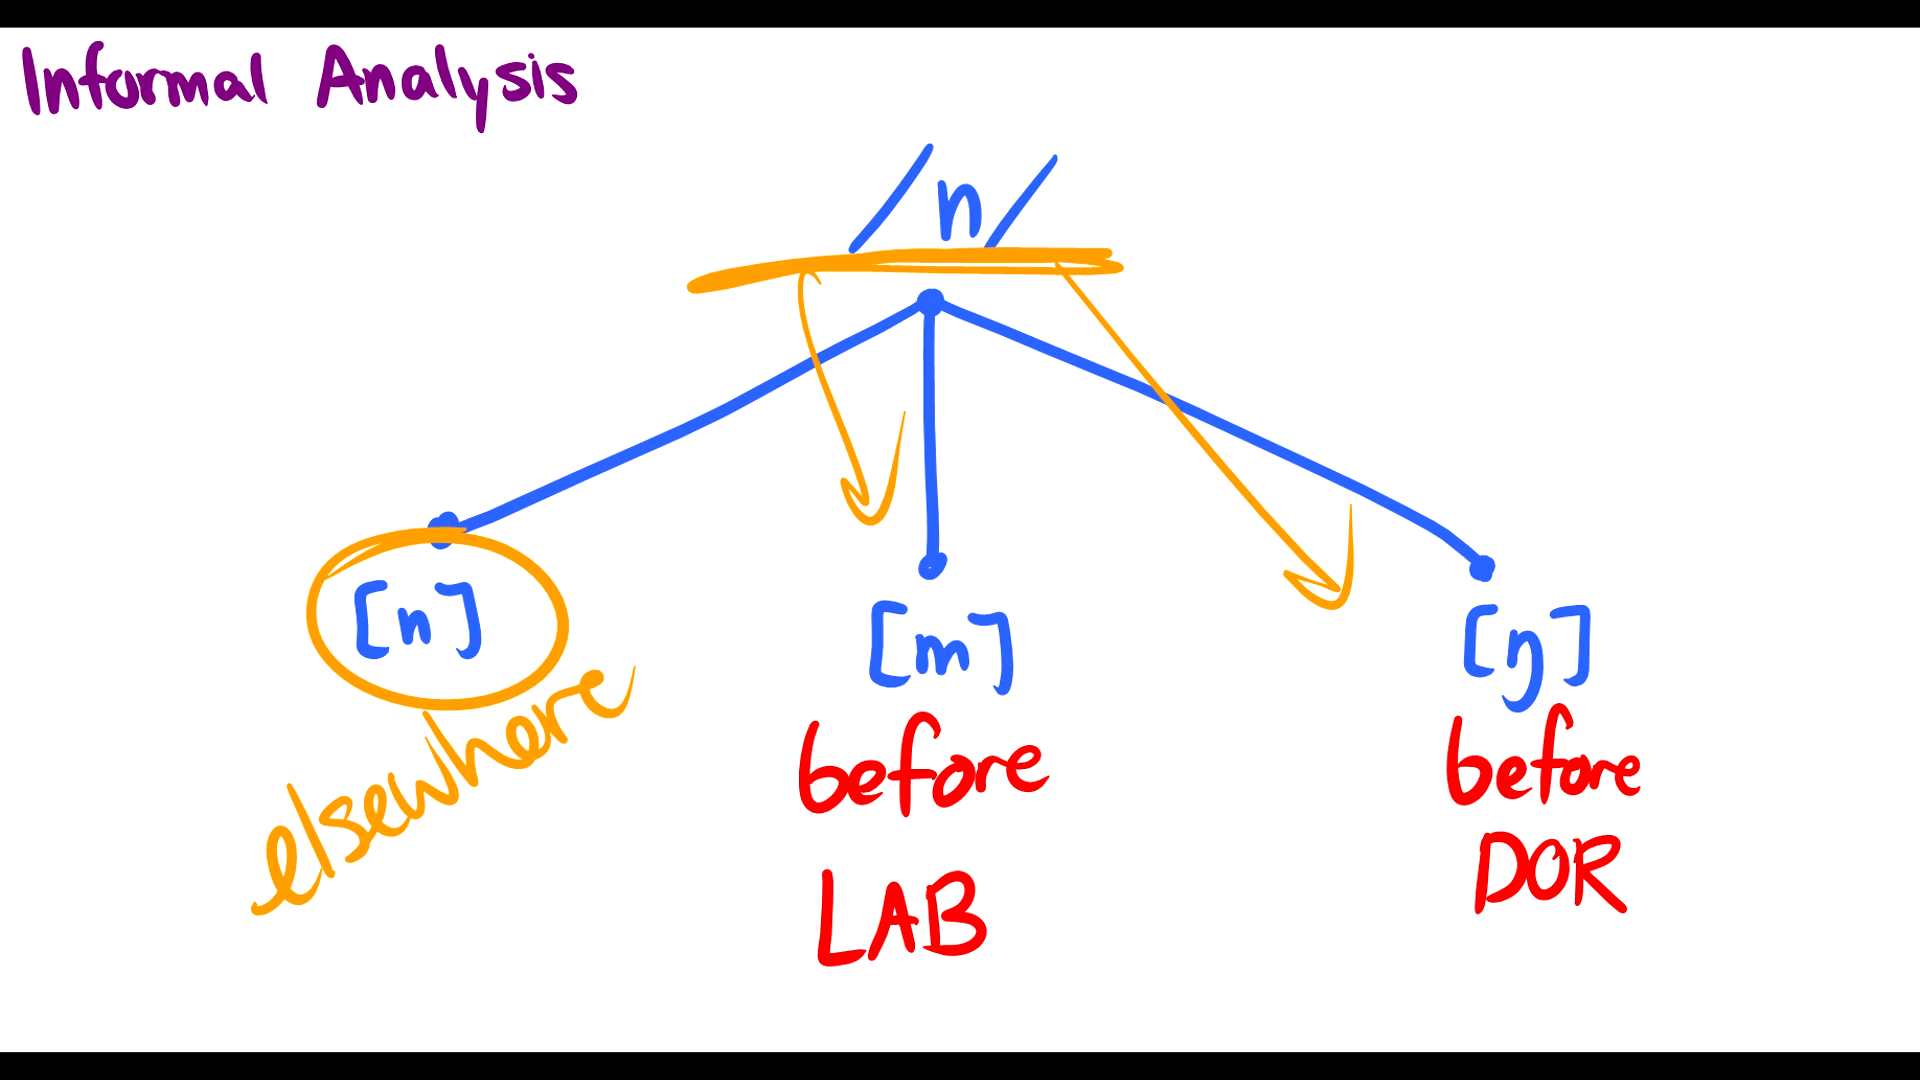 Informal Analysis
/n/
[n]
[m]
[ŋ]
elsewhere
before
LAB
before
DOR